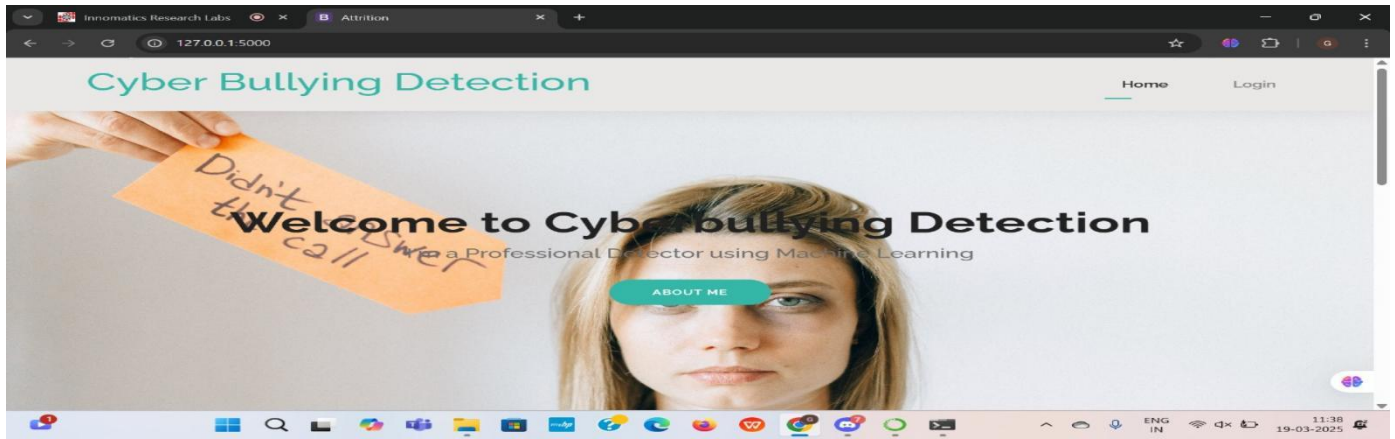 Innomatics Research Labs
Attrition
127.0.0.1:5000
Cyber Bullying Detection
Home Login
Didn't
the
call
Welcome to Cyberbullying Detection
a Professional Detector using Machine Learning
ABOUT ME
ENG
IN
11:38
19-03-2025